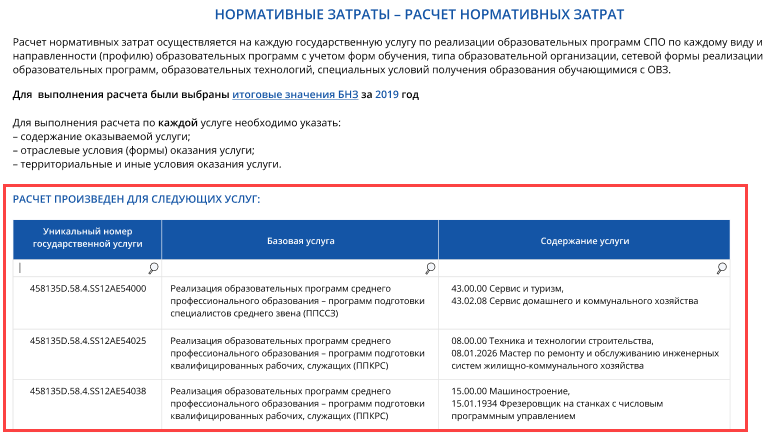 НОРМАТИВНЫЕ ЗАТРАТЫ – РАСЧЕТ НОРМАТИВНЫХ ЗАТРАТ
Расчет нормативных затрат осуществляется на каждую государственную услугу по реализации образовательных программ СПО по каждому виду и
направленности (профилю) образовательных программ с учетом форм обучения, типа образовательной организации, сетевой формы реализации
образовательных программ, образовательных технологий, специальных условий получения образования обучающимися с ОВЗ.
Для выполнения расчета были выбраны итоговые значения БНЗ за 2019 год
Для выполнения расчета по каждой услуге необходимо указать:
– содержание оказываемой услуги;
– отраслевые условия (формы) оказания услуги;
– территориальные и иные условия оказания услуги.
РАСЧЕТ ПРОИЗВЕДЕН ДЛЯ СЛЕДУЮЩИХ УСЛУГ:
Уникальный номер
государственной услуги
Базовая услуга
Содержание услуги
458135D.58.4.SS12AE54000
Реализация образовательных программ среднего
профессионального образования – программ подготовки
специалистов среднего звена (ППССЗ)
43.00.00 Сервис и туризм,
43.02.08 Сервис домашнего и коммунального хозяйства
458135D.58.4.SS12AE54025
Реализация образовательных программ среднего
профессионального образования – программ подготовки
квалифицированных рабочих, служащих (ППКРС)
08.00.00 Техника и технологии строительства,
08.01.2026 Мастер по ремонту и обслуживанию инженерных
систем жилищно-коммунального хозяйства
458135D.58.4.SS12AE54038
Реализация образовательных программ среднего
профессионального образования – программ подготовки
квалифицированных рабочих, служащих (ППКРС)
15.00.00 Машиностроение,
15.01.1934 Фрезеровщик на станках с числовым
программным управлением